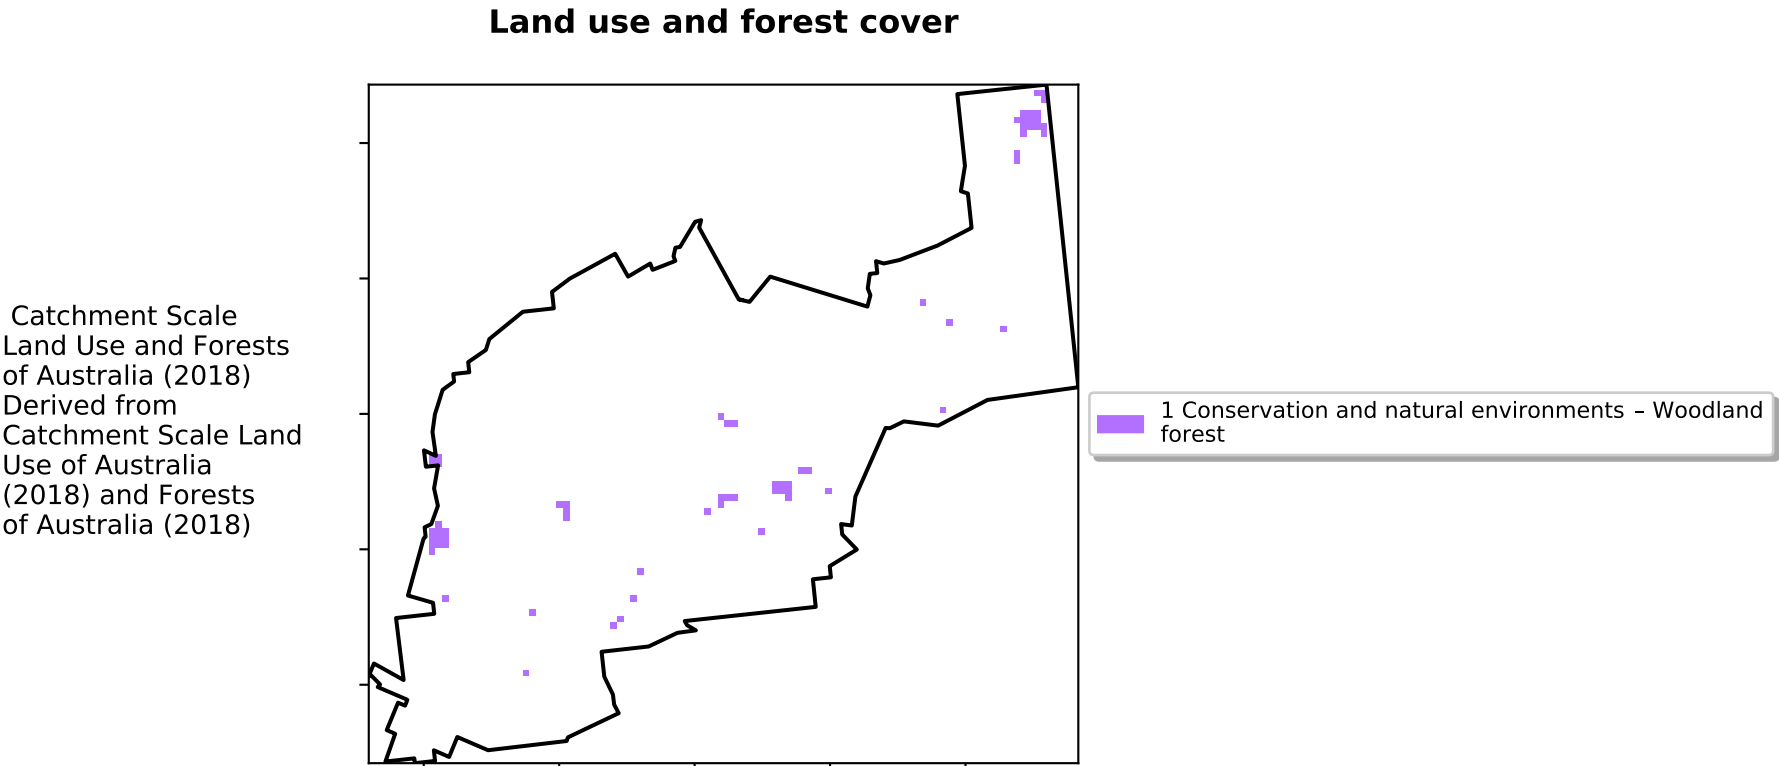 Land use and forest cover
Catchment Scale
Land Use and Forests
of Australia (2018)
Derived from
Catchment Scale Land
Use of Australia
(2018) and Forests
of Australia (2018)
1 Conservation and natural environments – Woodland
forest